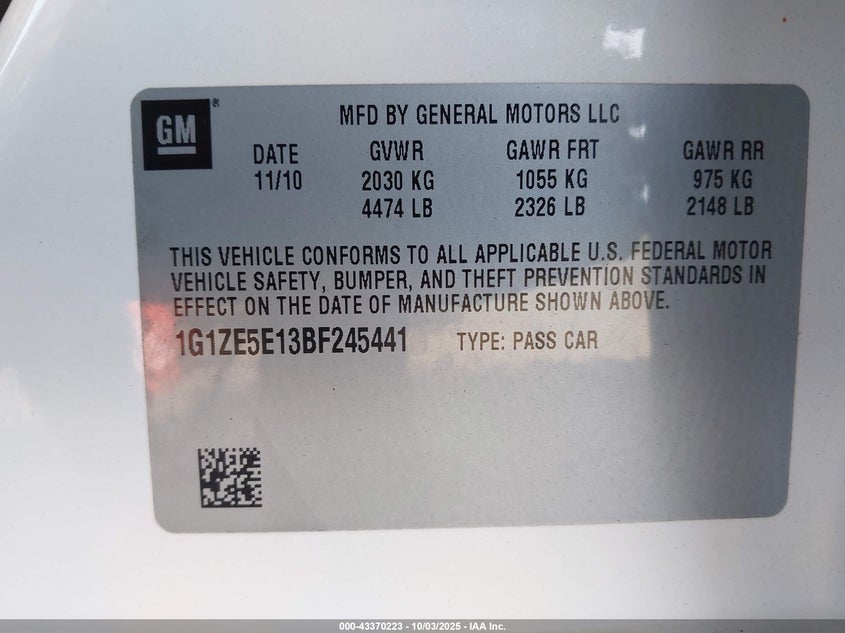 GM ®
MFD BY GENERAL MOTORS LLC
DATE GVWR GAWR FRT GAWR RR
11/10 2030 KG 1055 KG 975 KG
4474 LB 2326 LB 2148 LB
THIS VEHICLE CONFORMS TO ALL APPLICABLE U.S. FEDERAL MOTOR
VEHICLE SAFETY, BUMPER, AND THEFT PREVENTION STANDARDS IN
EFFECT ON THE DATE OF MANUFACTURE SHOWN ABOVE.
1G1ZE5E13BF245441 TYPE: PASS CAR
000-43370223 - 10/03/2025 - IAA Inc.